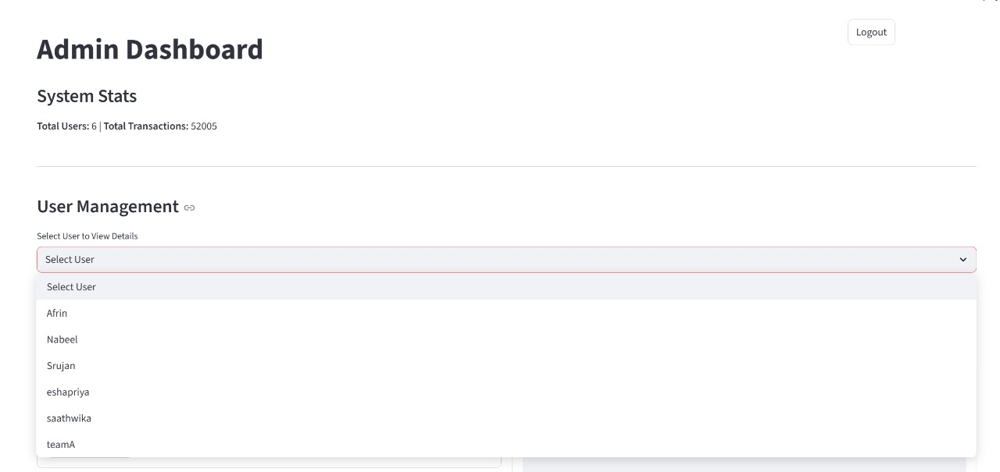 Logout
Admin Dashboard
System Stats
Total Users: 6 | Total Transactions: 52005
User Management
Select User to View Details
Select User
Select User
Afrin
Nabeel
Srujan
eshapriya
saathwika
teamA